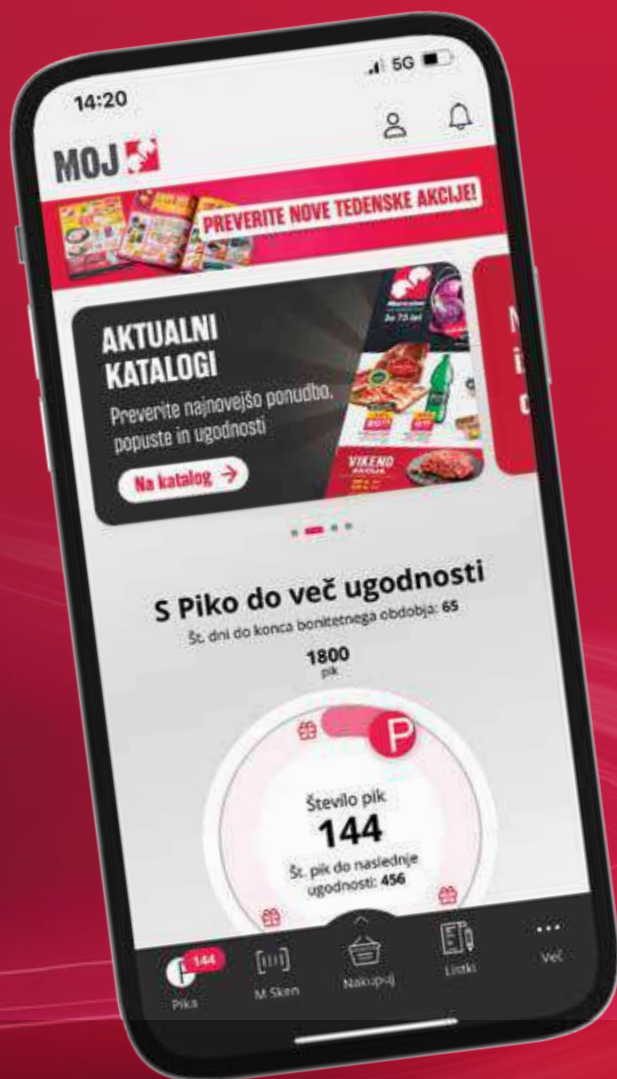 14:20
5G
MOJ
PREVERITE NOVE TEDENSKE AKCIJE!
AKTUALNI
KATALOGI
Preverite najnovejšo ponudbo,
popuste in ugodnosti
Na katalog →
VIKEND
AKCIJA
S Piko do več ugodnosti
Št. dni do konca bonitetnega obdobja: 65
1800
pik
P
Število pik
144
Št. pik do naslednje
ugodnosti: 456
144
Pika
M Sken
Nakupuj
Listki
Več